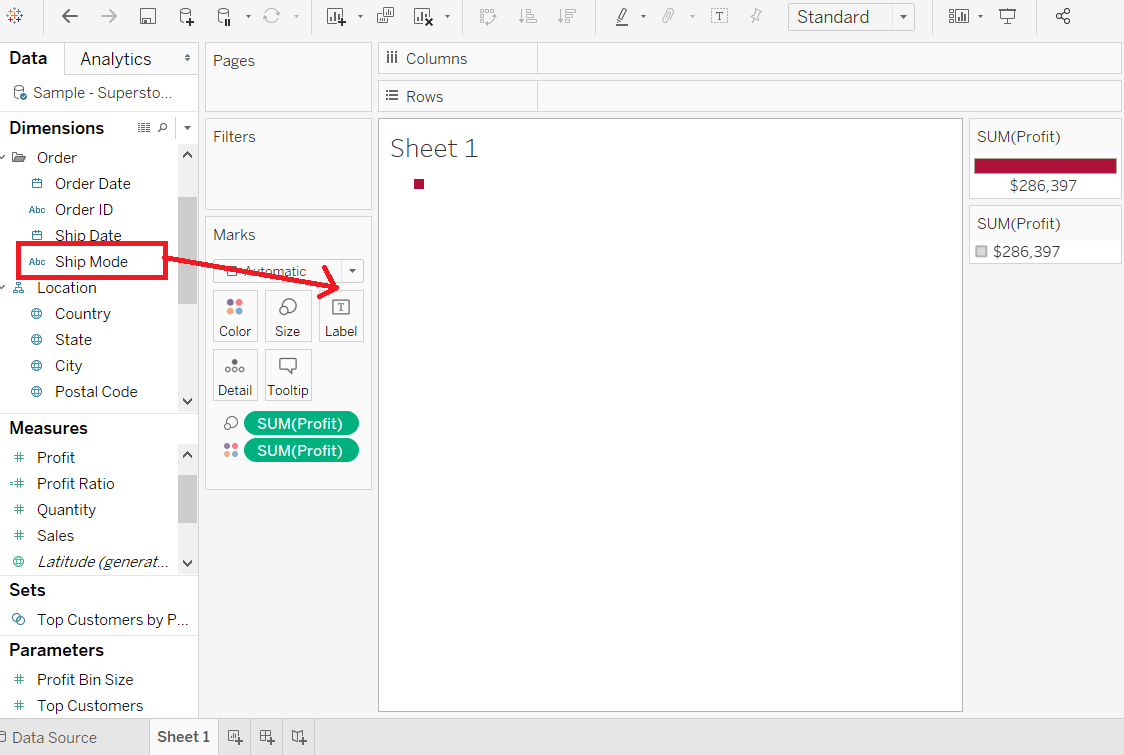 Standard
Data
Analytics
Sample - Supersto...
Dimensions
Order
Order Date
Abc Order ID
Ship Date
Abc Ship Mode
Location
Country
State
City
Postal Code
Measures
Profit
Profit Ratio
Quantity
Sales
Latitude (generat...
Sets
Top Customers by P...
Parameters
Profit Bin Size
Top Customers
Pages
Filters
Marks
Automatic
Color Size Label
Detail Tooltip
SUM(Profit)
SUM(Profit)
Columns
Rows
Sheet 1
SUM(Profit)
$286,397
SUM(Profit)
$286,397
Data Source
Sheet 1